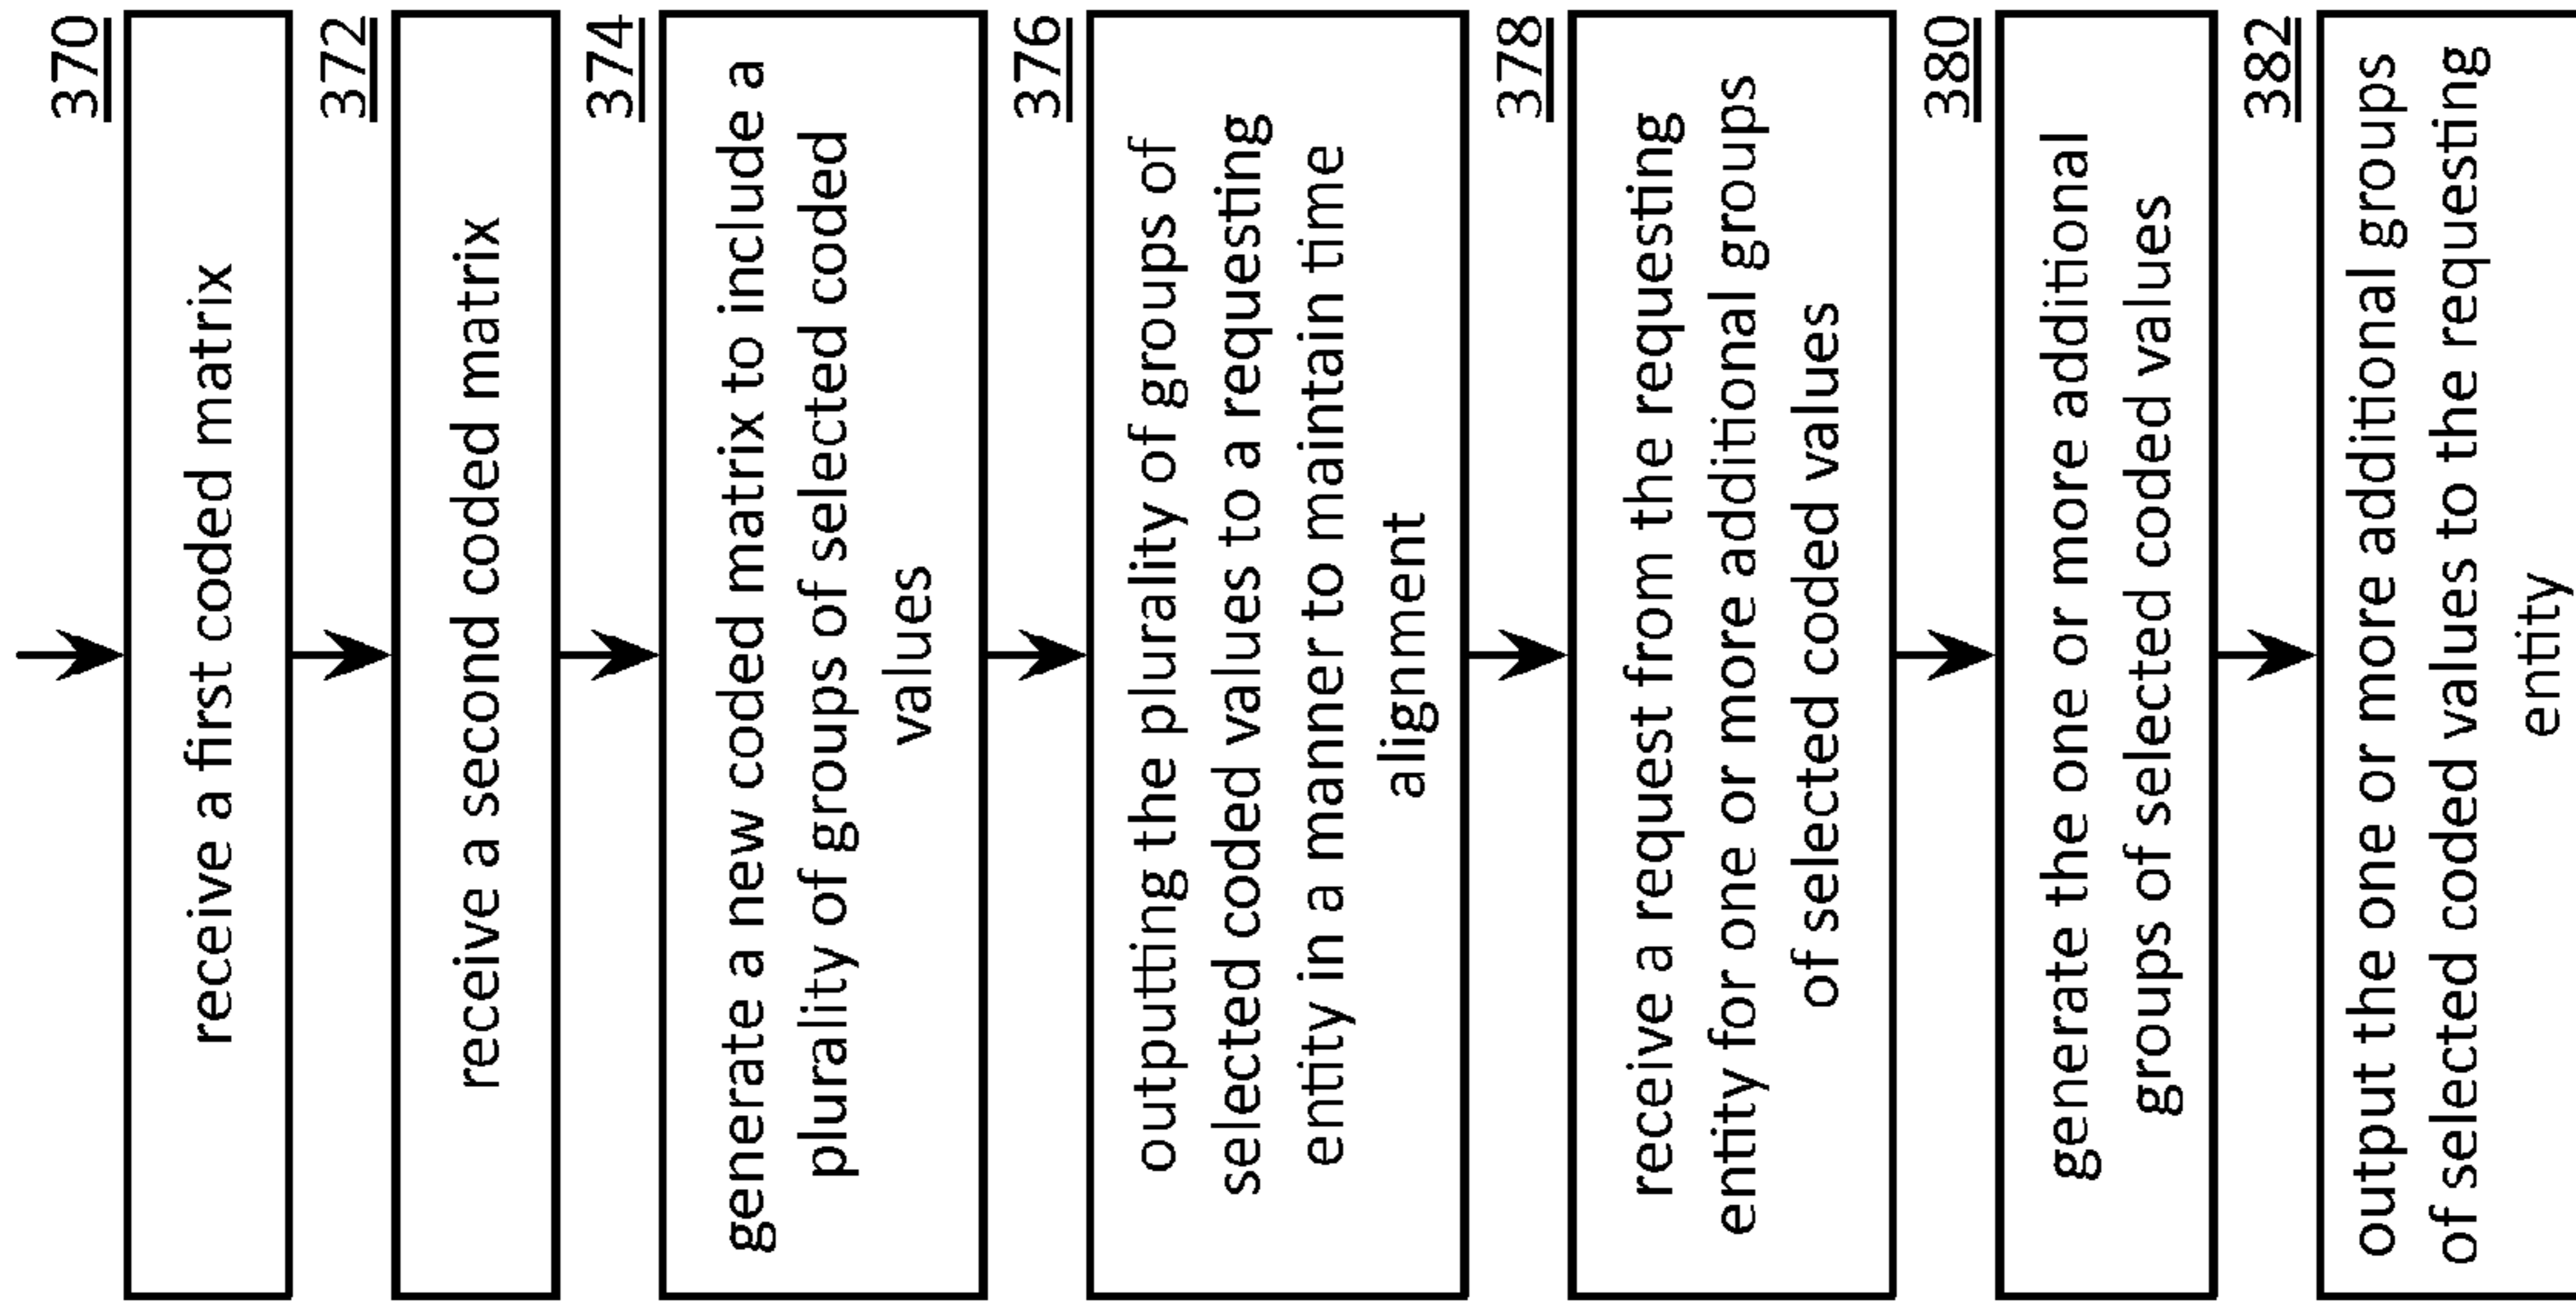 370
receive a first coded matrix
372
receive a second coded matrix
374
generate a new coded matrix to include a
plurality of groups of selected coded
values
376
outputting the plurality of groups of
selected coded values to a requesting
entity in a manner to maintain time
alignment
378
receive a request from the requesting
entity for one or more additional groups
of selected coded values
380
generate the one or more additional
groups of selected coded values
382
output the one or more additional groups
of selected coded values to the requesting
entity